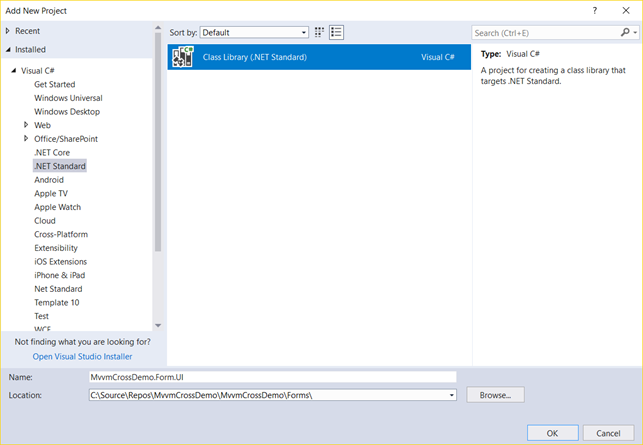 Add New Project
? 
Recent
Installed
Visual C#
Get Started
Windows Universal
Windows Desktop
Web
Office/SharePoint
.NET Core
.NET Standard
Android
Apple TV
Apple Watch
Cloud
Cross-Platform
Extensibility
iOS Extensions
iPhone & iPad
Net Standard
Template 10
Test
WCF
Not finding what you are looking for?
Open Visual Studio Installer
Sort by: Default
Class Library (.NET Standard) Visual C#
Search (Ctrl+E)
Type: Visual C#
A project for creating a class library that
targets .NET Standard.
Name: MvvmCrossDemo.Form.UI
Location: C:\Source\Repos\MvvmCrossDemo\MvvmCrossDemo\Forms\
Browse...
OK Cancel